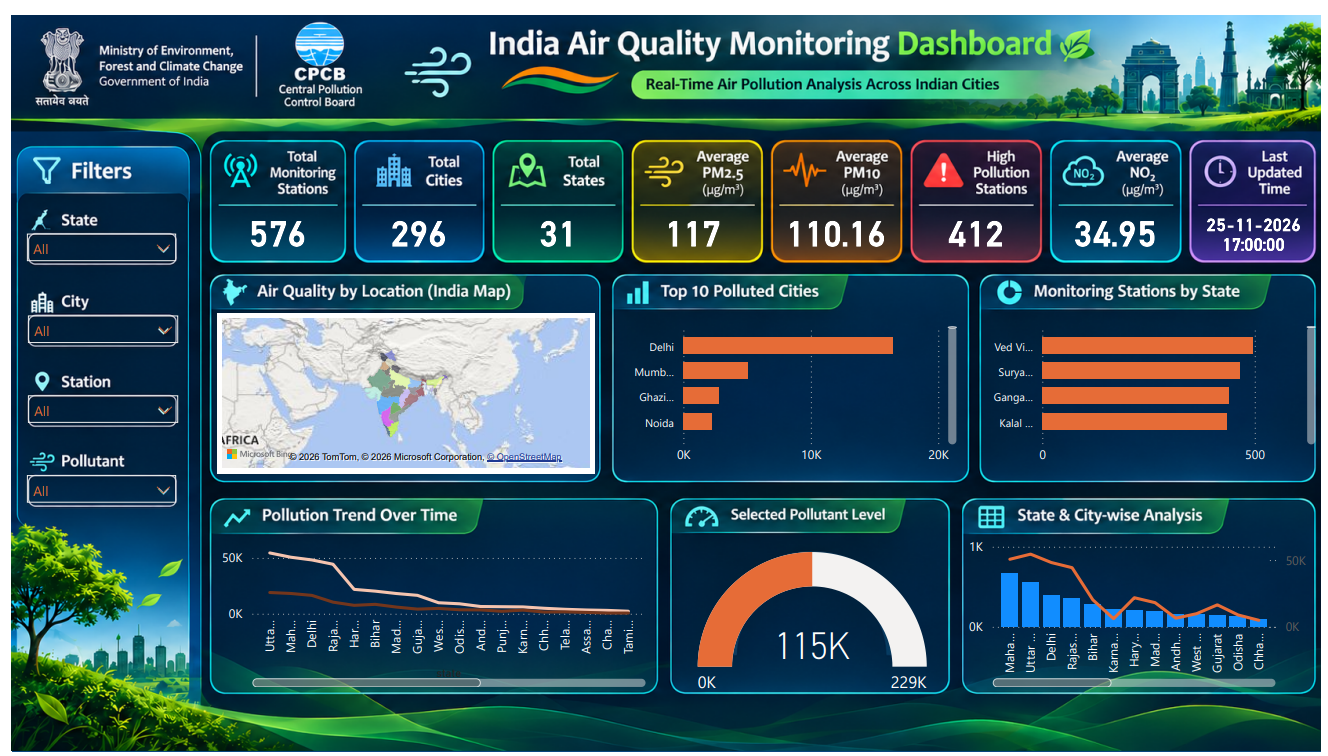 Ministry of Environment,
Forest and Climate Change
Government of India
सत्यमेव जयते
CPCB
Central Pollution
Control Board
India Air Quality Monitoring Dashboard
Real-Time Air Pollution Analysis Across Indian Cities
Filters
State
All
City
All
Station
All
Pollutant
All
Total
Monitoring
Stations
576
Total
Cities
296
Total
States
31
Average
PM2.5
(µg/m³)
117
Average
PM10
(µg/m³)
110.16
High
Pollution
Stations
412
NO₂
Average
NO₂
(µg/m³)
34.95
Last
Updated
Time
25-11-2026
17:00:00
Air Quality by Location (India Map)
AFRICA
Microsoft Bing
© 2026 TomTom, © 2026 Microsoft Corporation, © OpenStreetMap
Top 10 Polluted Cities
Delhi
Mumb...
Ghazi...
Noida
0K 10K 20K
Monitoring Stations by State
Ved Vi...
Surya...
Ganga...
Kalal ...
0 500
Pollution Trend Over Time
50K
0K
Utta... Mah... Delhi Raja... Har... Bihar Mad... Guja... Wes... Odis... And... Punj... Karn... Chh... Tela... Assa... Cha... Tami...
Selected Pollutant Level
115K
0K 229K
State & City-wise Analysis
1K 50K
0K 0K
Maha... Uttar ... Delhi Rajas... Bihar Karna... Hary... Mad... Andh... West ... Gujarat Odisha Chha...